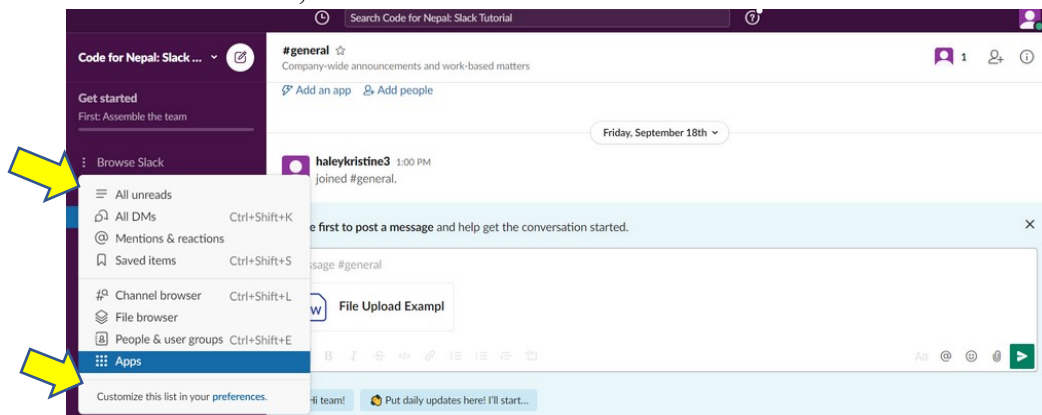 Search Code for Nepal: Slack Tutorial
Code for Nepal: Slack ...
#general
1
Company-wide announcements and work-based matters
Add an app Add people
Get started
First: Assemble the team
Friday, September 18th
Browse Slack
haleykristine3 1:00 PM
joined #general.
All unreads
All DMs Ctrl+Shift+K
Mentions & reactions
Saved items Ctrl+Shift+S
Channel browser Ctrl+Shift+L
File browser
People & user groups Ctrl+Shift+E
Apps
Customize this list in your preferences.
e first to post a message and help get the conversation started.
ssage #general
W File Upload Exampl
B I
Aa @
Hi team!
Put daily updates here! I'll start...